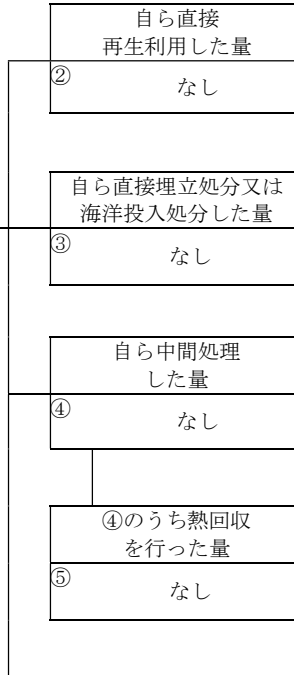 自ら直接
再生利用した量
②
なし
自ら直接埋立処分又は
海洋投入処分した量
③
なし
自ら中間処理
した量
④
なし
④のうち熱回収
を行った量
⑤
なし